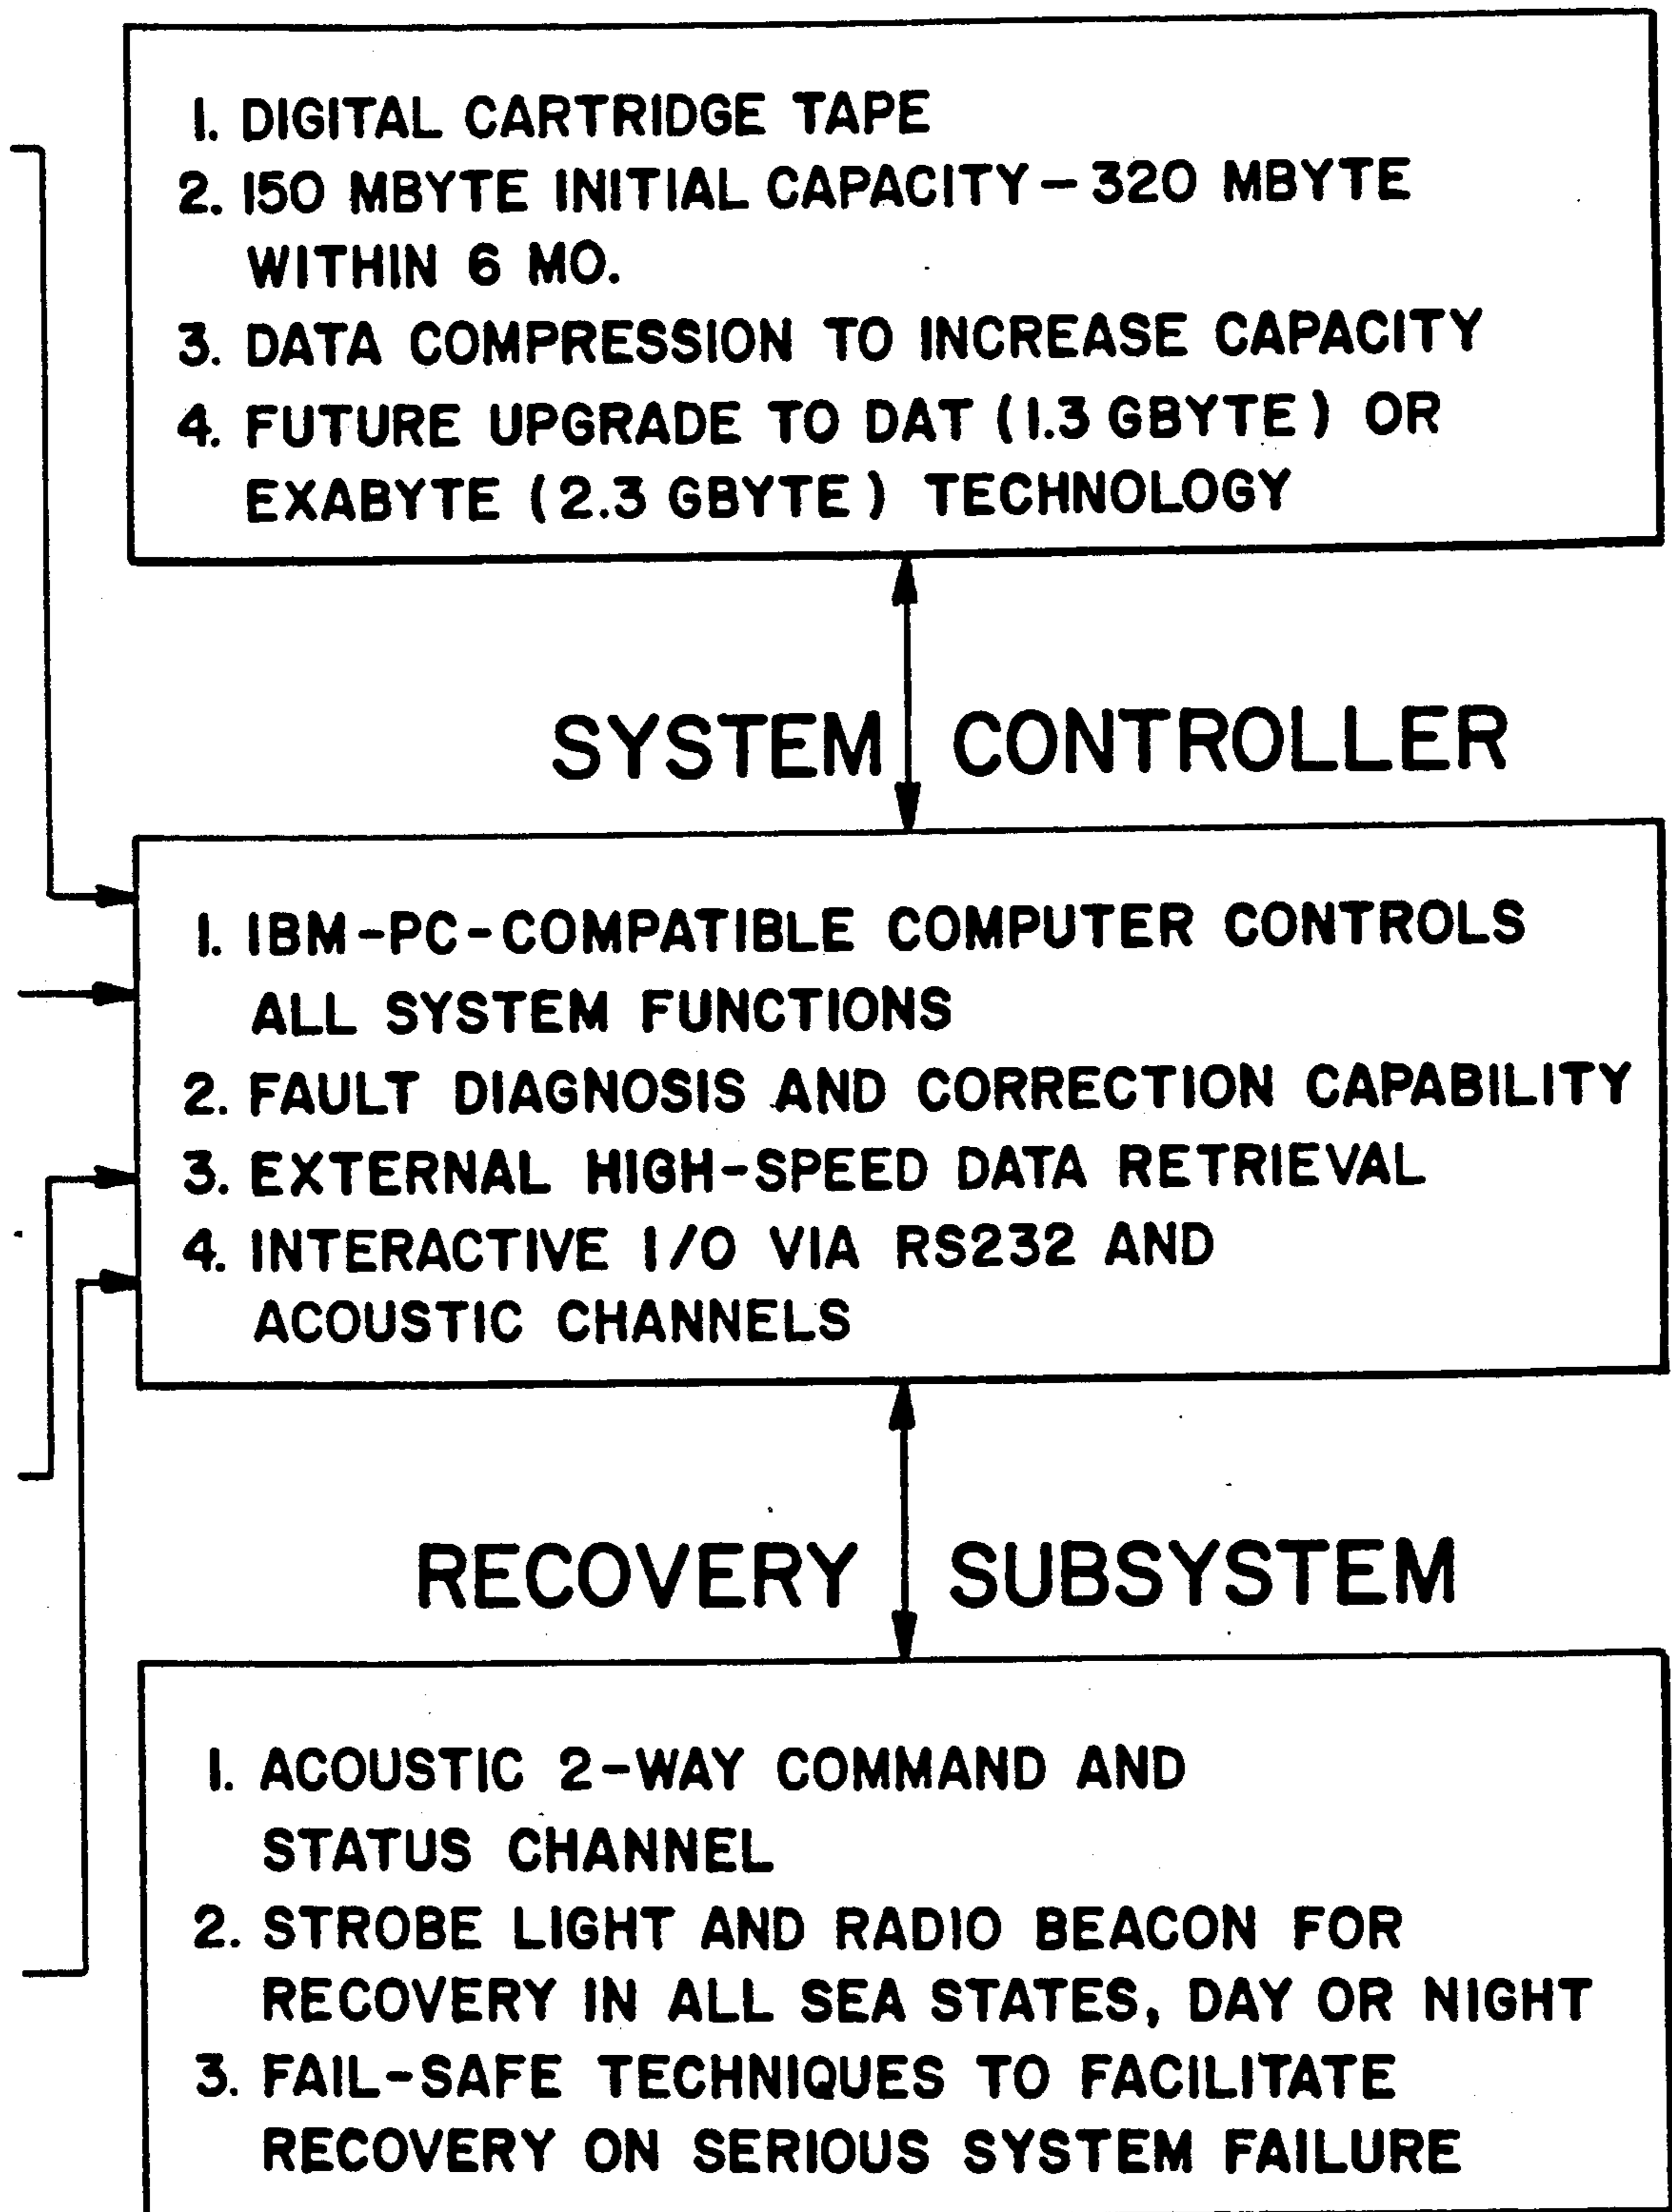 1. DIGITAL CARTRIDGE TAPE
2. 150 MBYTE INITIAL CAPACITY – 320 MBYTE
WITHIN 6 MO.
3. DATA COMPRESSION TO INCREASE CAPACITY
4. FUTURE UPGRADE TO DAT (1.3 GBYTE) OR
EXABYTE (2.3 GBYTE) TECHNOLOGY
SYSTEM CONTROLLER
1. IBM-PC-COMPATIBLE COMPUTER CONTROLS
ALL SYSTEM FUNCTIONS
2. FAULT DIAGNOSIS AND CORRECTION CAPABILITY
3. EXTERNAL HIGH-SPEED DATA RETRIEVAL
4. INTERACTIVE I/O VIA RS232 AND
ACOUSTIC CHANNELS
RECOVERY SUBSYSTEM
1. ACOUSTIC 2-WAY COMMAND AND
STATUS CHANNEL
2. STROBE LIGHT AND RADIO BEACON FOR
RECOVERY IN ALL SEA STATES, DAY OR NIGHT
3. FAIL-SAFE TECHNIQUES TO FACILITATE
RECOVERY ON SERIOUS SYSTEM FAILURE